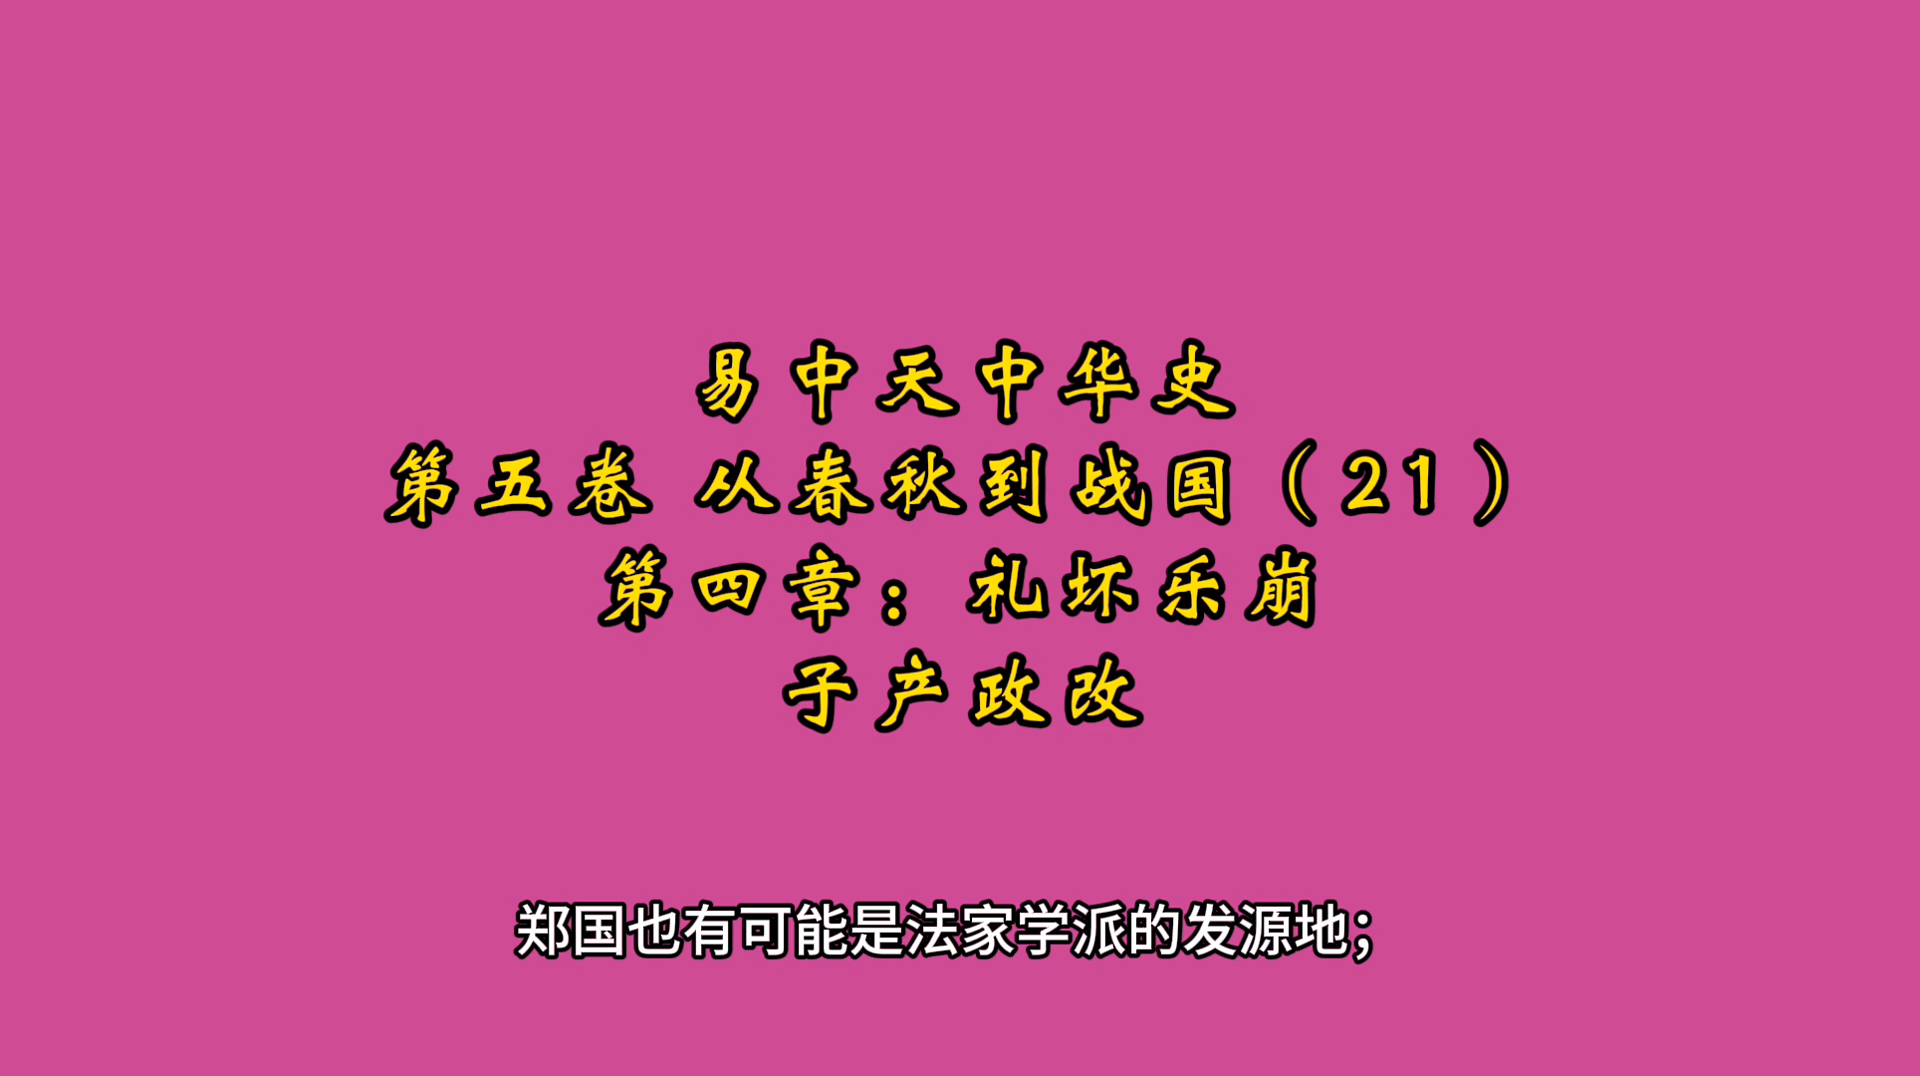 易中天中华史
第五卷 从春秋到战国（21）
第四章：礼坏乐崩
子产政改
郑国也有可能是法家学派的发源地；